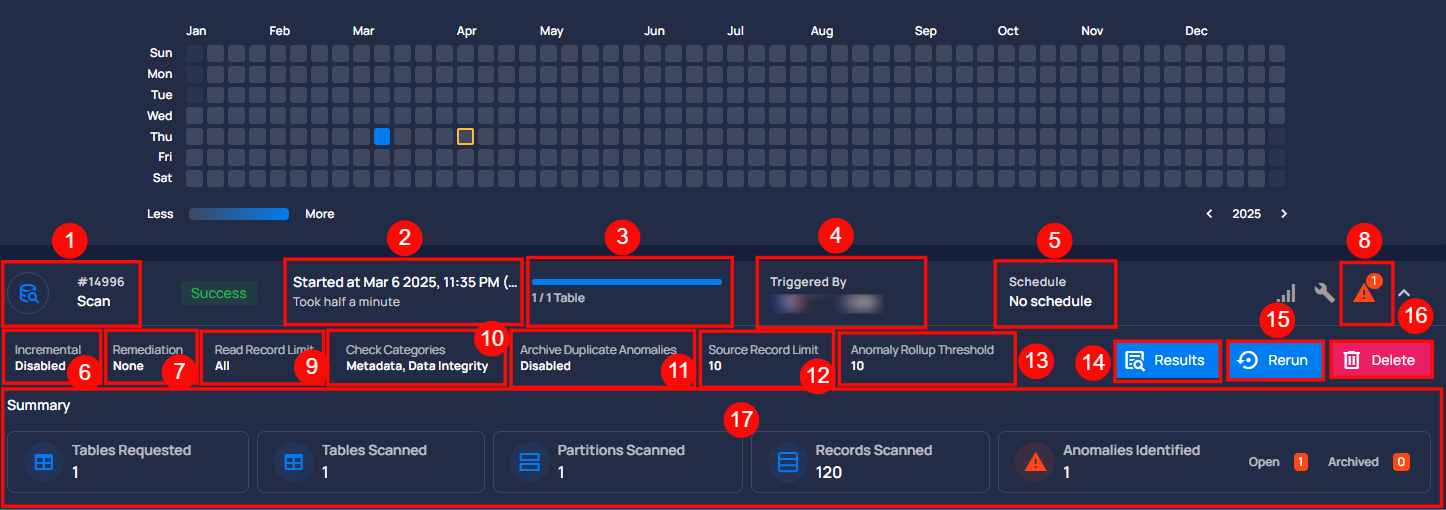 Jan Feb Mar Apr May Jun Jul Aug Sep Oct Nov Dec
Sun
Mon
Tue
Wed
Thu
Fri
Sat
Less More 2025
1 2 3 4 5 8
#14996
Scan
Success
Started at Mar 6 2025, 11:35 PM (...
Took half a minute
1 / 1 Table
Triggered By
Schedule
No schedule
1
15 16
Incremental
Disabled
6
Remediation
None
7
Read Record Limit
All
9
10
Check Categories
Metadata, Data Integrity
Archive Duplicate Anomalies
Disabled
11
Source Record Limit
10
12
Anomaly Rollup Threshold
10
13
14
Results
Rerun
Delete
Summary
17
Tables Requested
1
Tables Scanned
1
Partitions Scanned
1
Records Scanned
120
Anomalies Identified
1
Open 1 Archived 0